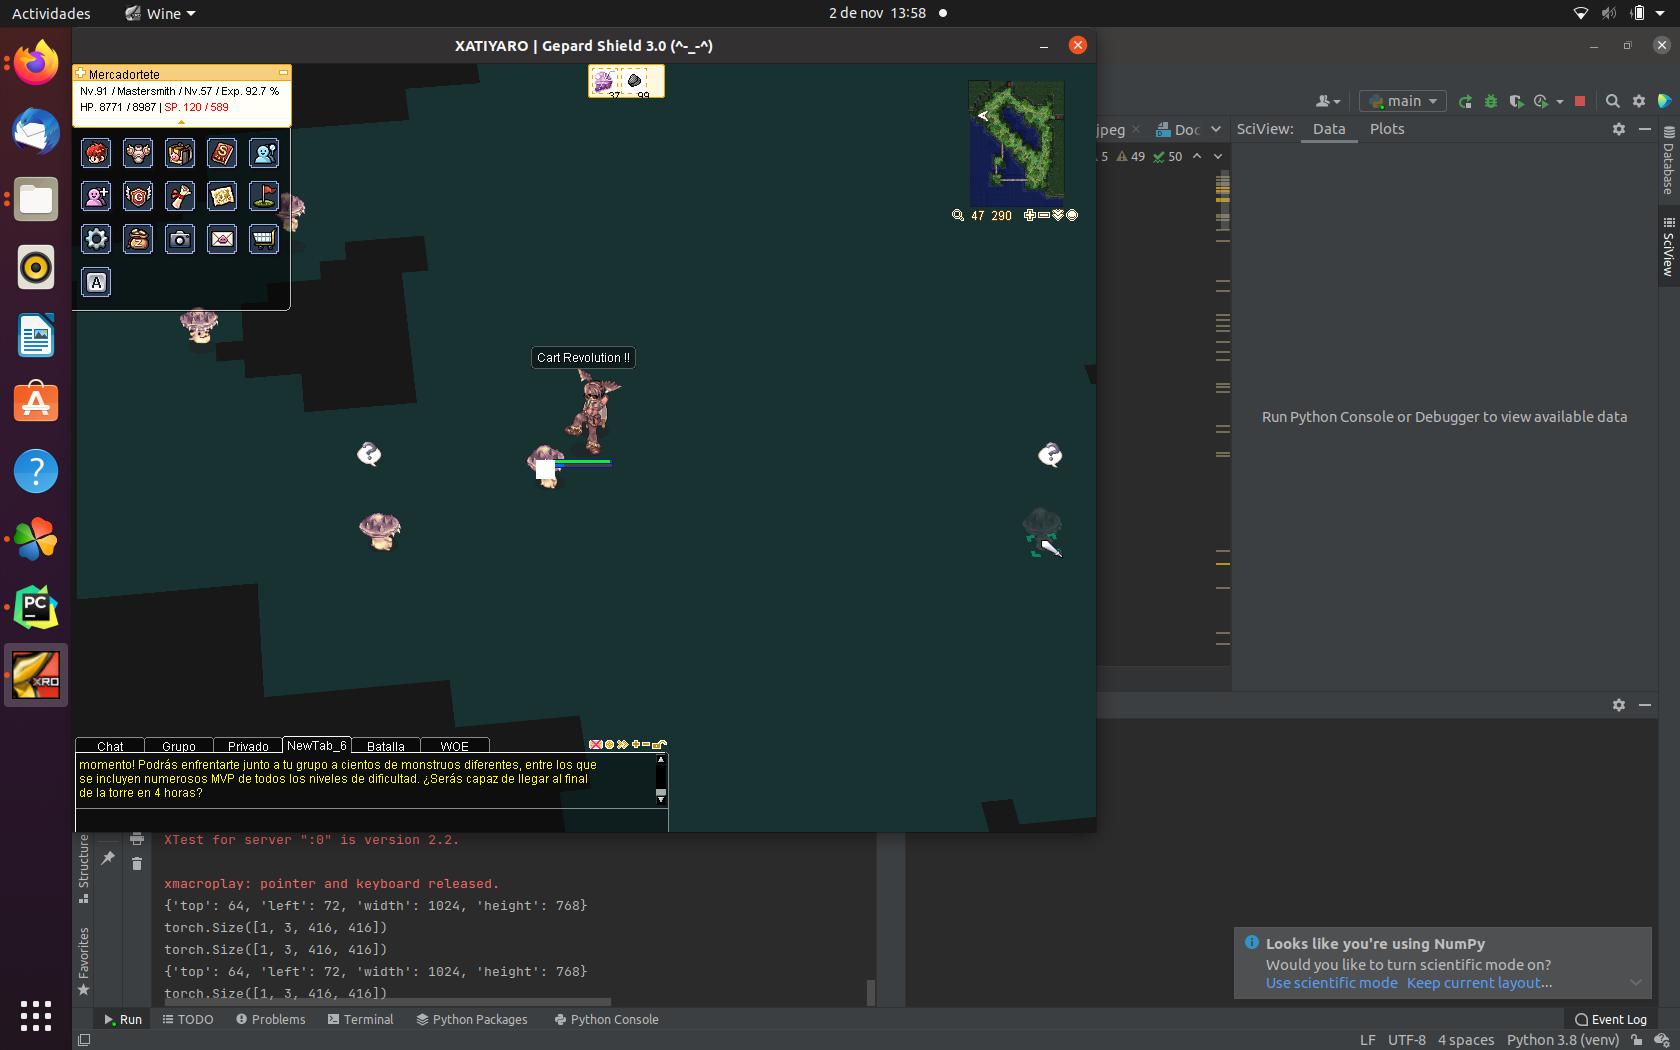 Actividades
Wine
2 de nov 13:58
XATIYARO | Gepard Shield 3.0 (^-_-^)
Mercadortete
Nv.91 / Mastersmith / Nv.57 / Exp. 92.7 %
HP. 8771 / 8987 | SP. 120 / 589
37
99
A
47 290
Cart Revolution !!
Chat
Grupo
Privado
NewTab_6
Batalla
WOE
momento! Podrás enfrentarte junto a tu grupo a cientos de monstruos diferentes, entre los que
se incluyen numerosos MVP de todos los niveles de dificultad. ¿Serás capaz de llegar al final
de la torre en 4 horas?
main
jpeg
Doc
SciView:
Data
Plots
5
49
50
Database
SciView
Run Python Console or Debugger to view available data
PC
XRO
XTest for server ":0" is version 2.2.
xmacroplay: pointer and keyboard released.
{'top': 64, 'left': 72, 'width': 1024, 'height': 768}
torch.Size([1, 3, 416, 416])
torch.Size([1, 3, 416, 416])
{'top': 64, 'left': 72, 'width': 1024, 'height': 768}
torch.Size([1, 3, 416, 416])
Structure
Favorites
Looks like you're using NumPy
Would you like to turn scientific mode on?
Use scientific mode Keep current layout...
Run
TODO
Problems
Terminal
Python Packages
Python Console
Event Log
LF UTF-8 4 spaces Python 3.8 (venv)